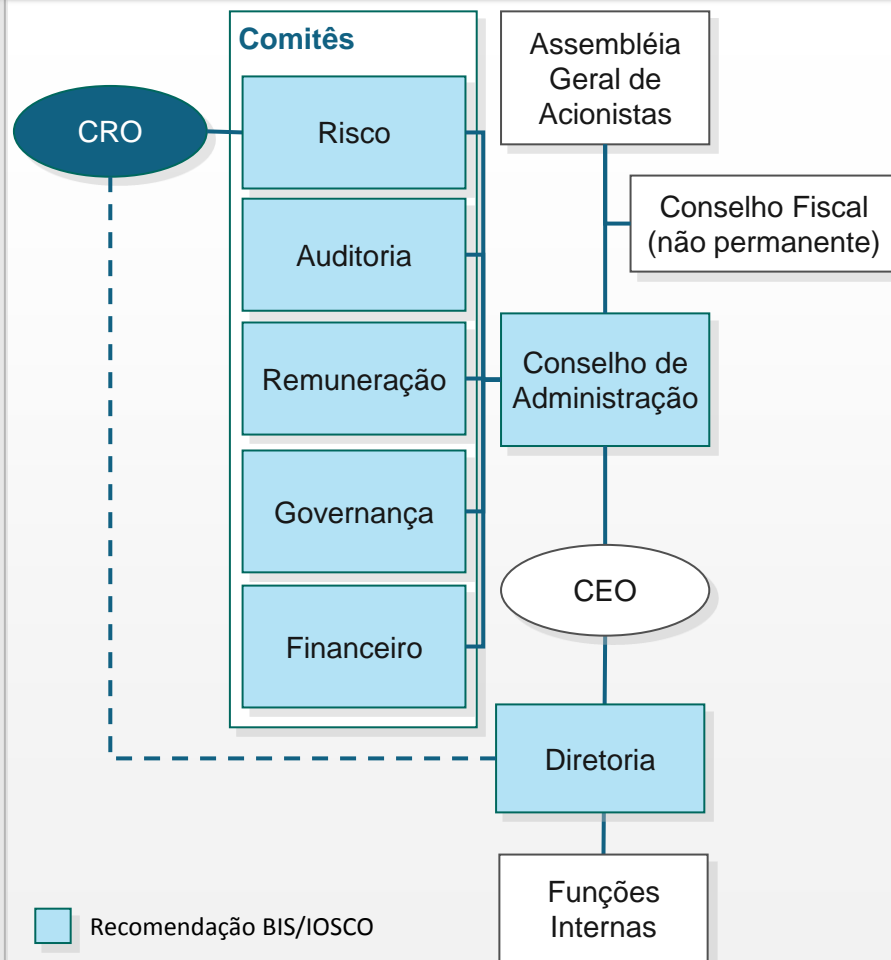 Comitês
Risco
Auditoria
Remuneração
Governança
Financeiro
CRO
Assembléia
Geral de
Acionistas
Conselho Fiscal
(não permanente)
Conselho de
Administração
CEO
Diretoria
Funções
Internas
Recomendação BIS/IOSCO